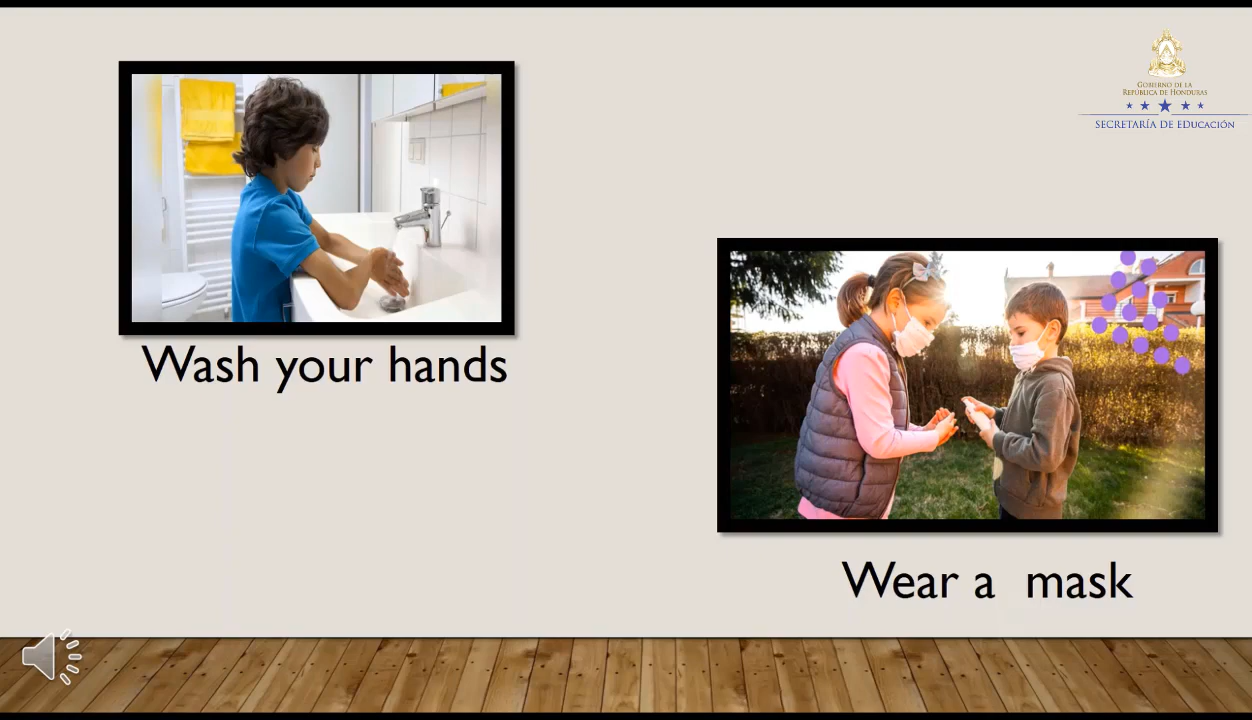 GOBIERNO DE LA
REPÚBLICA DE HONDURAS
SECRETARÍA DE EDUCACIÓN
Wash your hands
Wear a mask